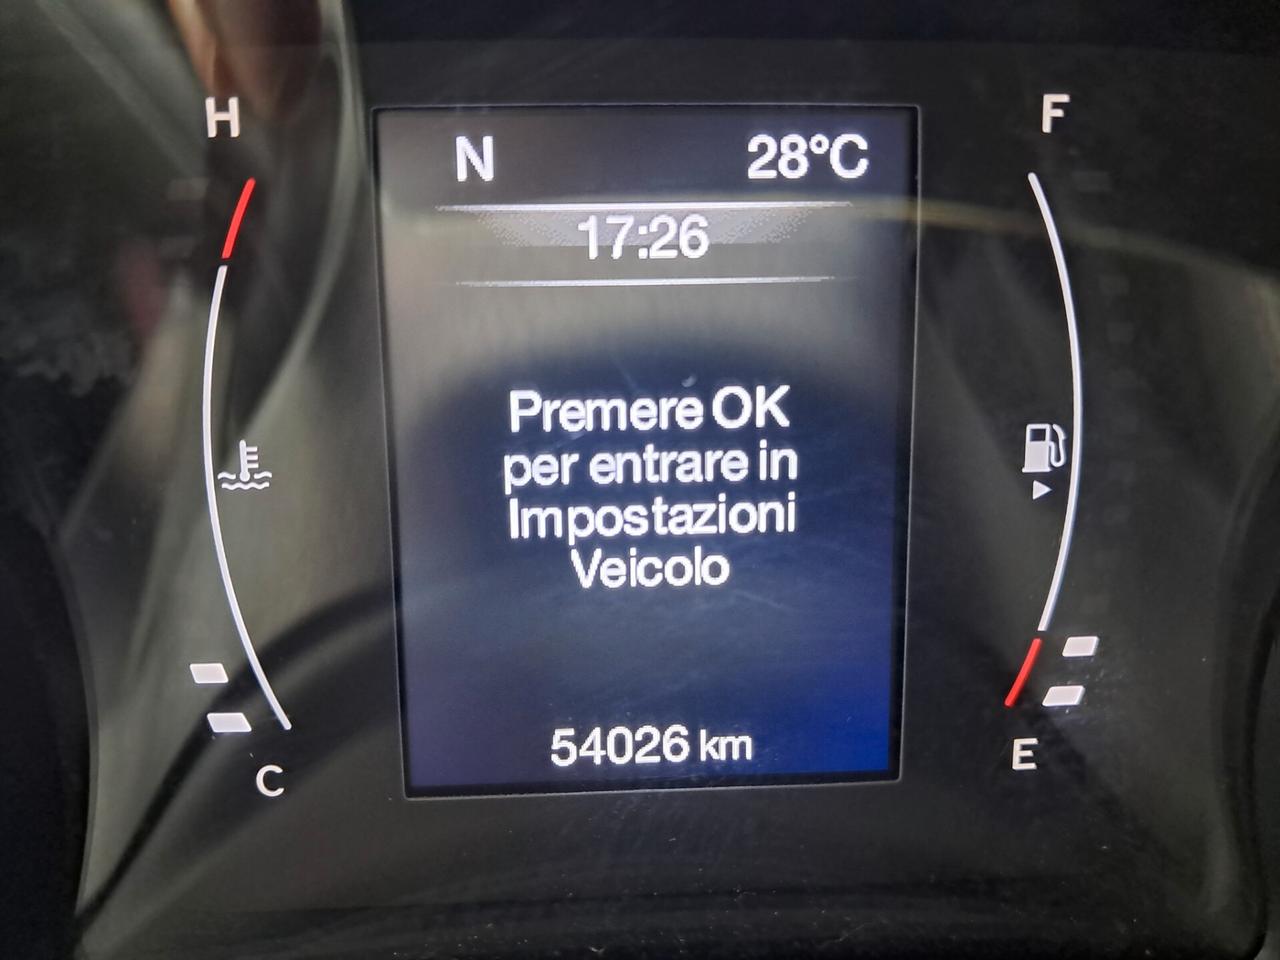 H
F
N 28°C
17:26
Premere OK
per entrare in
Impostazioni
Veicolo
54026 km
C
E